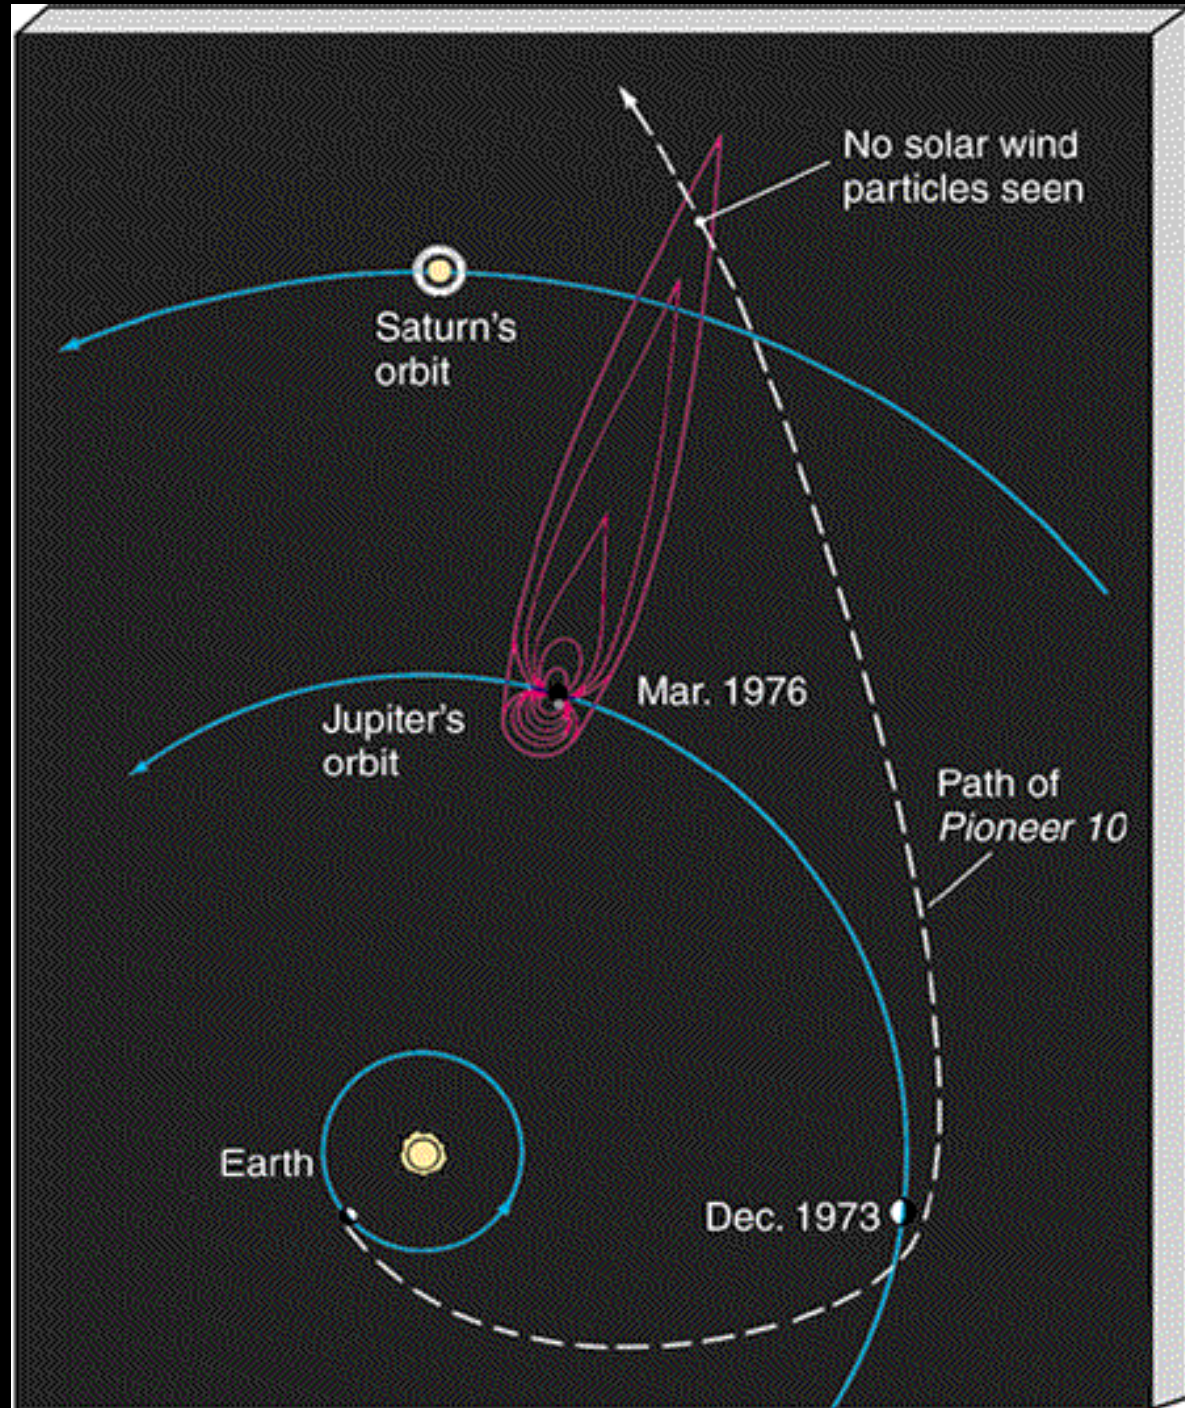 No solar wind
particles seen
Saturn's
orbit
Mar. 1976
Jupiter's
orbit
Path of
Pioneer 10
Earth
Dec. 1973